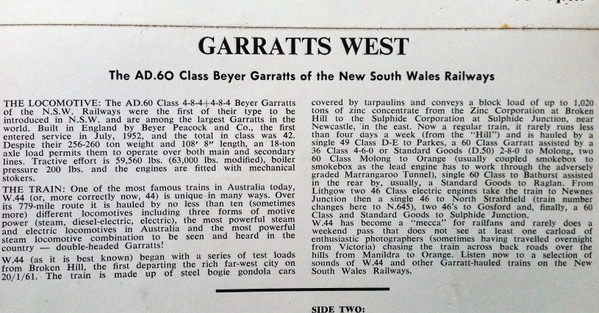 GARRATTS WEST
The AD.60 Class Beyer Garratts of the New South Wales Railways
THE LOCOMOTIVE: The AD.60 Class 4-8-4+4-8-4 Beyer Garratts
of the N.S.W. Railways were the first of their type to be
introduced in N.S.W. and are among the largest Garratts in the
world. Built in England by Beyer Peacock and Co., the first
entered service in July, 1952, and the total in class was 42.
Despite their 256-260 ton weight and 108' 8" length, an 18-ton
axle load permits them to operate over both main and secondary
lines. Tractive effort is 59,560 lbs. (63,000 lbs. modified), boiler
pressure 200 lbs. and the engines are fitted with mechanical
stokers.
THE TRAIN: One of the most famous trains in Australia today,
W.44 (or, more correctly now, 44) is unique in many ways. Over
its 779-mile route it is hauled by no less than ten (sometimes
more) different locomotives including three forms of motive
power (steam, diesel-electric, electric), the most powerful steam
and electric locomotives in Australia and the most powerful
steam locomotive combination to be seen and heard in the
country — double-headed Garratts!
W.44 (as it is best known) began with a series of test loads
from Broken Hill, the first departing the rich far-west city on
20/1/61. The train is made up of steel bogie gondola cars
covered by tarpaulins and conveys a block load of up to 1,020
tons of zinc concentrate from the Zinc Corporation at Broken
Hill to the Sulphide Corporation at Sulphide Junction, near
Newcastle, in the east. Now a regular train, it rarely runs less
than four days a week (from the "Hill") and is hauled by a
single 49 Class D-E to Parkes, a 60 Class Garratt assisted by a
36 Class 4-6-0 or Standard Goods (D.50) 2-8-0 to Molong, two
60 Class Molong to Orange (usually coupled smokebox to
smokebox as the lead engine has to work through the adversely
graded Marrangaroo Tunnel), single 60 Class to Bathurst assisted
in the rear by, usually, a Standard Goods to Raglan. From
Lithgow two 46 Class electric engines take the train to Newnes
Junction then a single 46 to North Strathfield (train number
changes here to N.645), two 46's to Gosford and, finally, a 60
Class and Standard Goods to Sulphide Junction.
W.44 has become a "mecca" for railfans and rarely does a
weekend pass that does not see at least one carload of
enthusiastic photographers (sometimes having travelled overnight
from Victoria) chasing the train across back roads over the
hills from Manildra to Orange. Listen now to a selection of
sounds of W.44 and other Garratt-hauled trains on the New
South Wales Railways.
SIDE TWO: